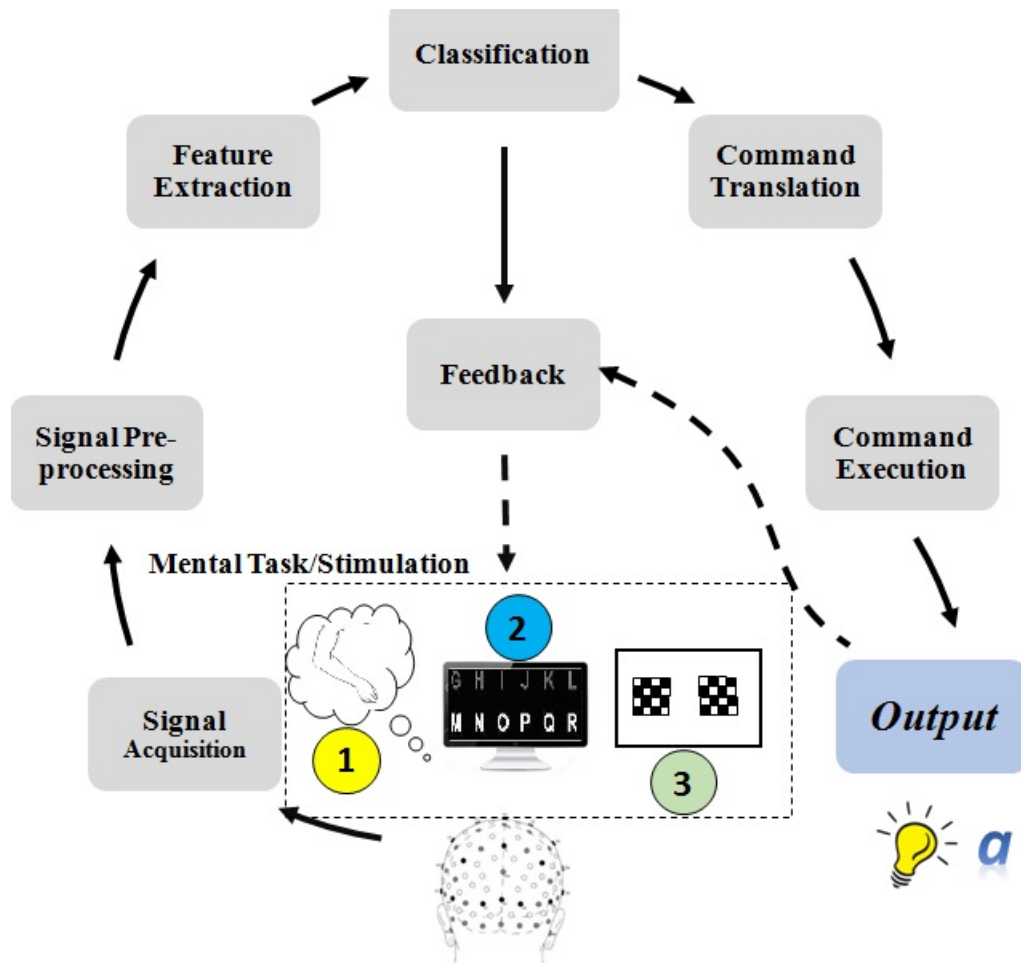 Classification
Feature
Extraction
Command
Translation
Feedback
Signal Pre-
processing
Command
Execution
Mental Task/Stimulation
1
2
G H I J K L
M N O P Q R
3
Signal
Acquisition
Output
a